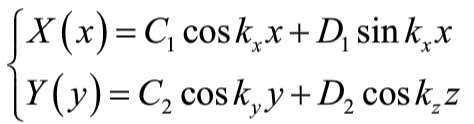 X(x) = C₁ cos kₓx + D₁ sin kₓx
Y(y) = C₂ cos k_y y + D₂ cos k_z z